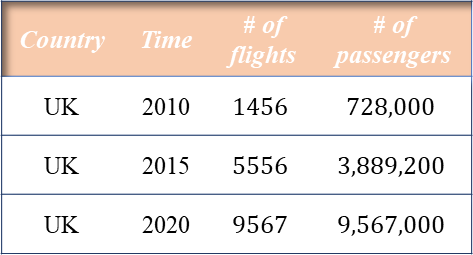 Country Time # of flights # of passengers
UK 2010 1456 728,000
UK 2015 5556 3,889,200
UK 2020 9567 9,567,000